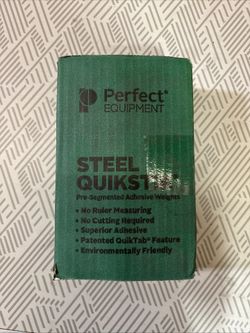 Perfect®
EQUIPMENT
STEEL
Pre-Segmented Adhesive Weights
• No Ruler Measuring
• No Cutting Required
• Superior Adhesive
• Patented QuikTab® Feature
• Environmentally Friendly